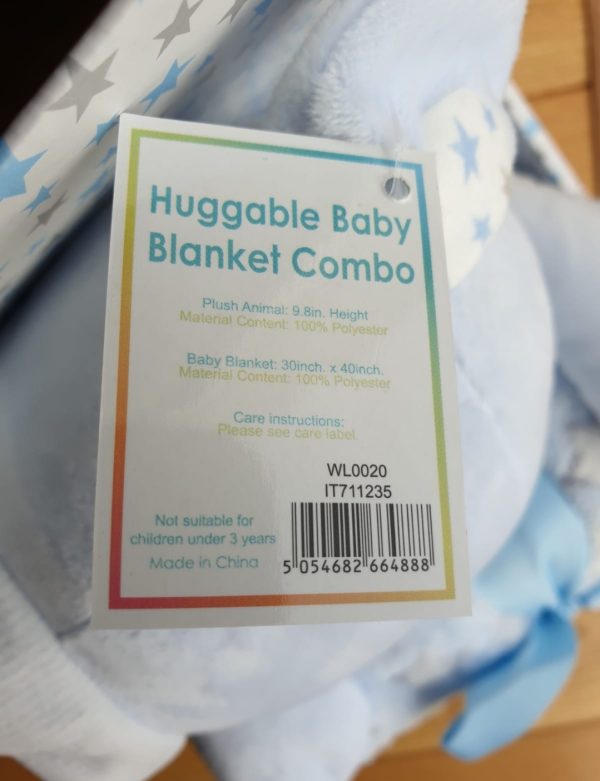 Huggable Baby
Blanket Combo
Plush Animal: 9.8in. Height
Material Content: 100% Polyester
Baby Blanket: 30inch. x 40inch.
Material Content: 100% Polyester
Care instructions:
Please see care label.
WL0020
IT711235
Not suitable for
children under 3 years
Made in China
5 054682 664888